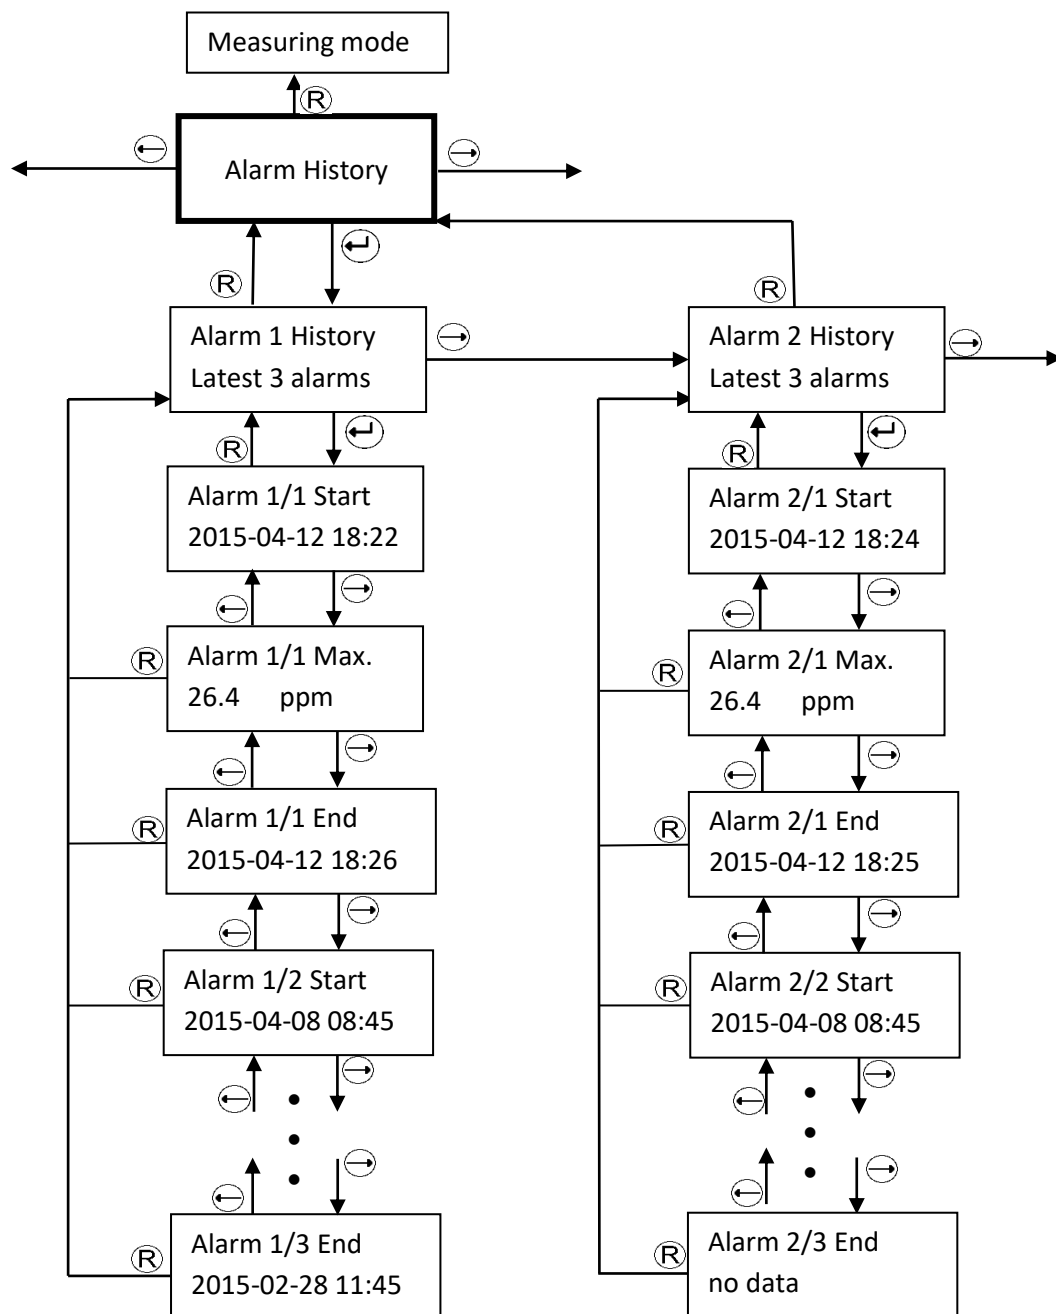 Measuring mode
R
Alarm History
R
R
Alarm 1 History
Latest 3 alarms
Alarm 2 History
Latest 3 alarms
R
R
Alarm 1/1 Start
2015-04-12 18:22
Alarm 2/1 Start
2015-04-12 18:24
R
Alarm 1/1 Max.
26.4 ppm
R
Alarm 2/1 Max.
26.4 ppm
R
Alarm 1/1 End
2015-04-12 18:26
R
Alarm 2/1 End
2015-04-12 18:25
R
Alarm 1/2 Start
2015-04-08 08:45
R
Alarm 2/2 Start
2015-04-08 08:45
R
Alarm 1/3 End
2015-02-28 11:45
R
Alarm 2/3 End
no data